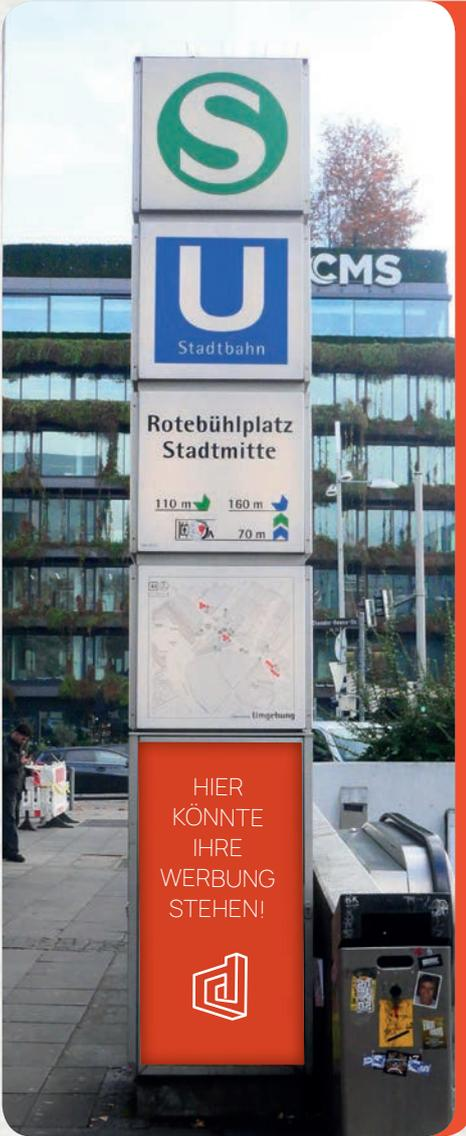 S
U
Stadtbahn
CMS
Rotebühlplatz
Stadtmitte
110 m 160 m
70 m
Umgebung
HIER
KÖNNTE
IHRE
WERBUNG
STEHEN!